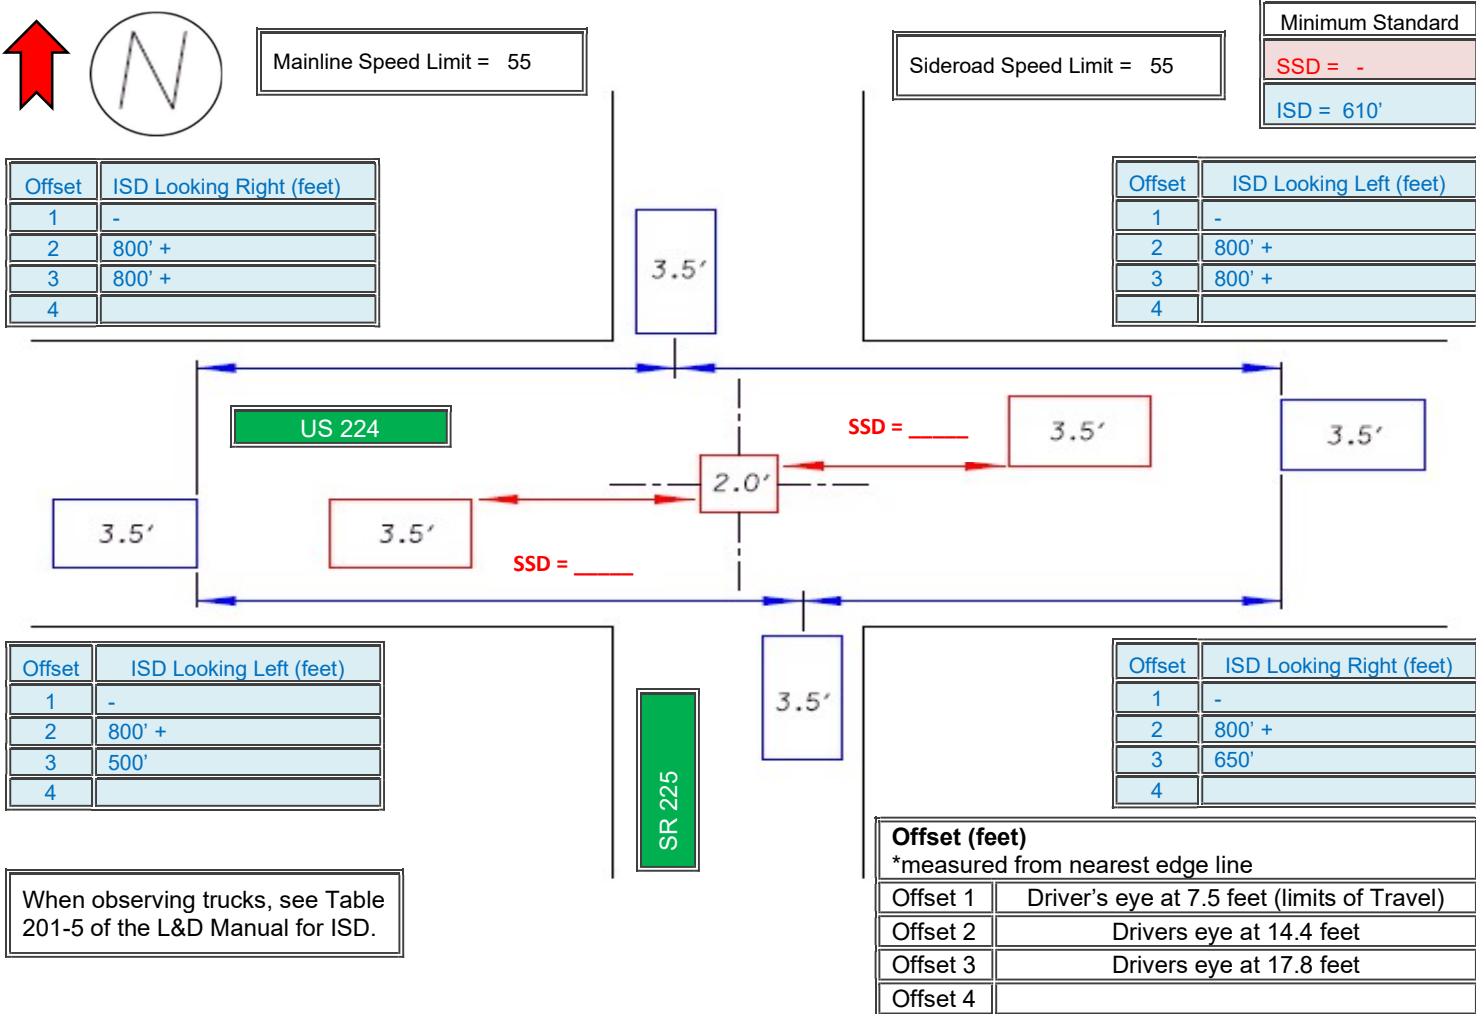 N
Mainline Speed Limit = 55
Sideroad Speed Limit = 55
Minimum Standard
SSD = -
ISD = 610'
Offset ISD Looking Right (feet)
1 -
2 800' +
3 800' +
4
Offset ISD Looking Left (feet)
1 -
2 800' +
3 800' +
4
3.5'
US 224
SSD = _____
3.5'
3.5'
2.0'
3.5'
3.5'
SSD = _____
Offset ISD Looking Left (feet)
1 -
2 800' +
3 500'
4
SR 225
3.5'
Offset ISD Looking Right (feet)
1 -
2 800' +
3 650'
4
When observing trucks, see Table
201-5 of the L&D Manual for ISD.
Offset (feet)
*measured from nearest edge line
Offset 1 Driver's eye at 7.5 feet (limits of Travel)
Offset 2 Drivers eye at 14.4 feet
Offset 3 Drivers eye at 17.8 feet
Offset 4